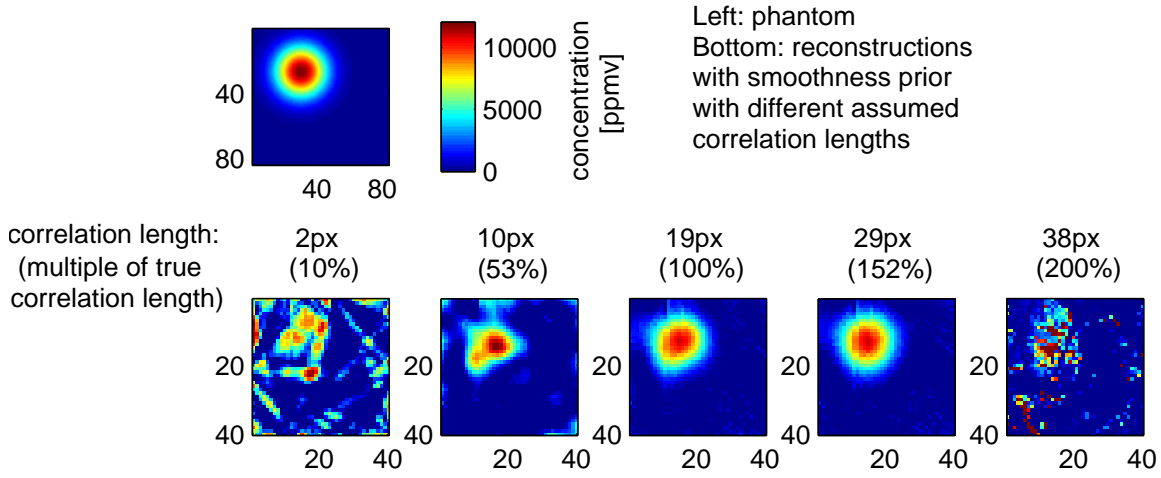 Left: phantom
Bottom: reconstructions
with smoothness prior
with different assumed
correlation lengths
40
80
40 80
10000
5000
0
concentration
[ppmv]
correlation length:
(multiple of true
correlation length)
2px 10px 19px 29px 38px
(10%) (53%) (100%) (152%) (200%)
20 20 20 20 20
40 40 40 40 40
20 40 20 40 20 40 20 40 20 40